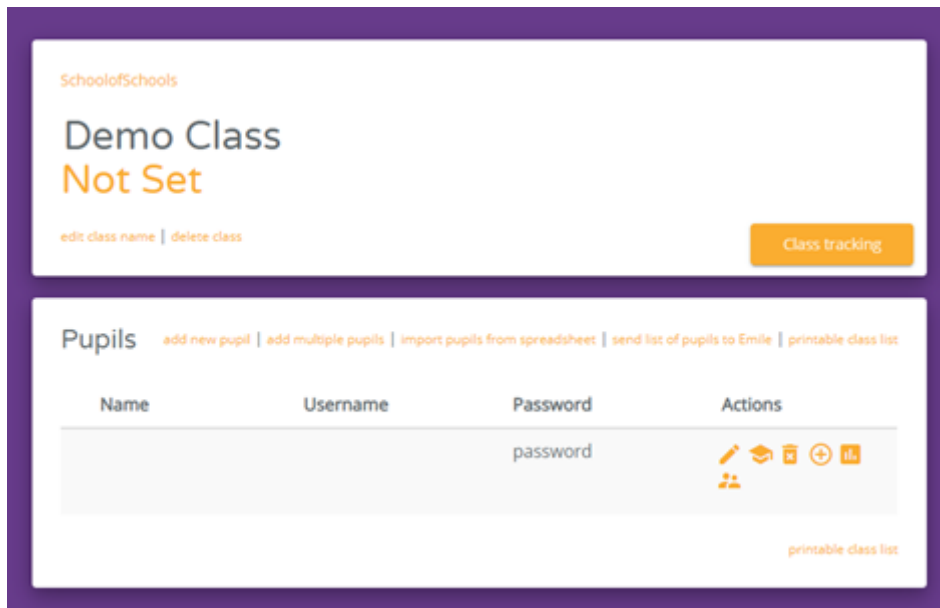 SchoolofSchools
Demo Class
Not Set
edit class name | delete class
Class tracking
Pupils add new pupil | add multiple pupils | import pupils from spreadsheet | send list of pupils to Emile | printable class list
Name Username Password Actions
password
printable class list